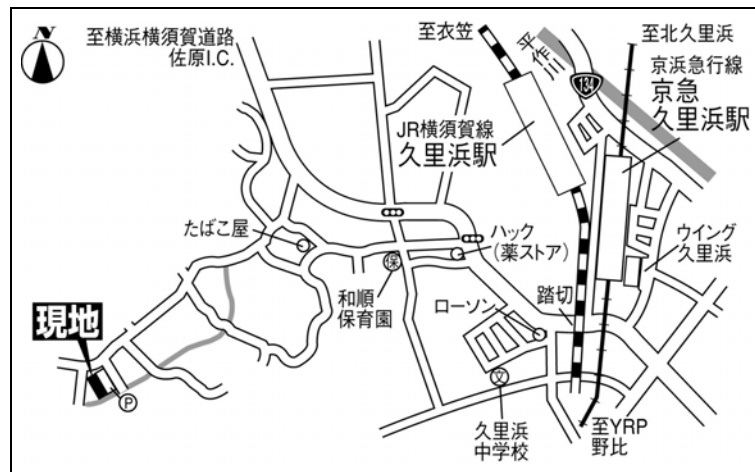 N
至横浜横須賀道路
佐原I.C.
至衣笠
平作川
134
至北久里浜
京浜急行線
京急
久里浜駅
JR横須賀線
久里浜駅
たばこ屋
ハック
(薬ストア)
ウイング
久里浜
保
和順
保育園
ローソン
踏切
現地
P
文
久里浜
中学校
至YRP
野比